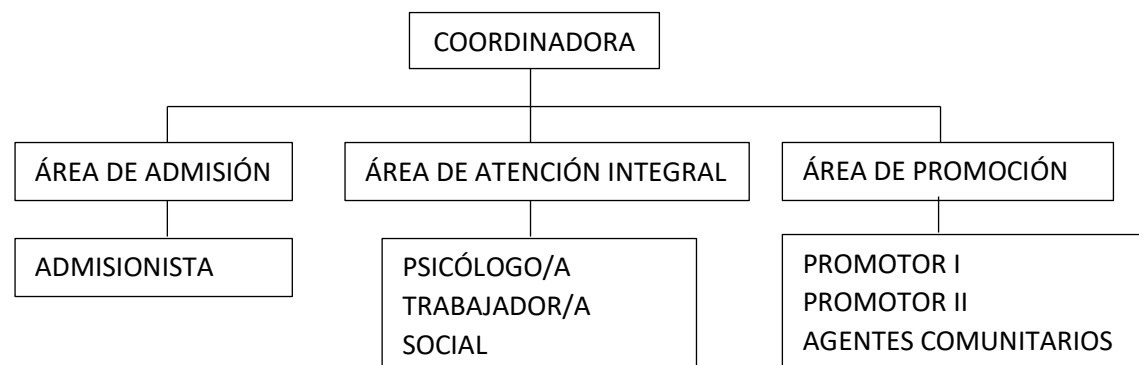 COORDINADORA
ÁREA DE ADMISIÓN
ÁREA DE ATENCIÓN INTEGRAL
ÁREA DE PROMOCIÓN
ADMISIONISTA
PSICÓLOGO/A
TRABAJADOR/A
SOCIAL
PROMOTOR I
PROMOTOR II
AGENTES COMUNITARIOS